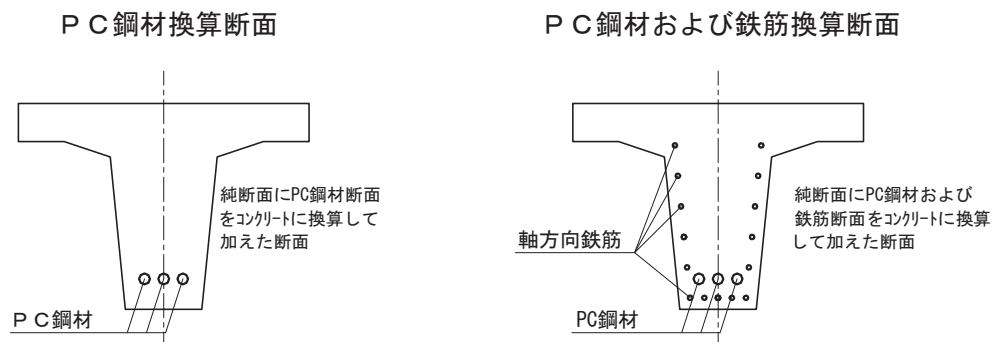 ＰＣ鋼材換算断面
純断面にPC鋼材断面
をｺﾝｸﾘｰﾄに換算して
加えた断面
ＰＣ鋼材
ＰＣ鋼材および鉄筋換算断面
純断面にPC鋼材および
鉄筋断面をｺﾝｸﾘｰﾄに換算
して加えた断面
軸方向鉄筋
PC鋼材